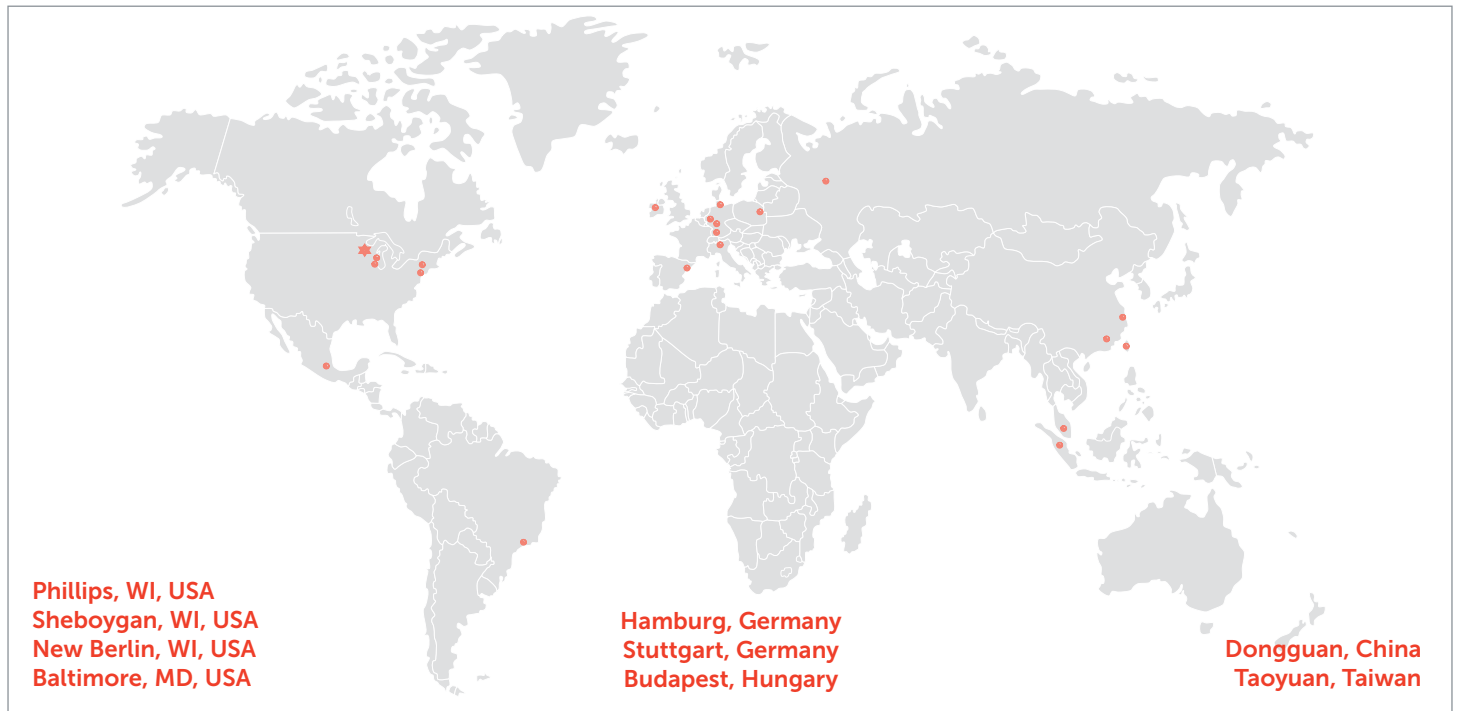 Phillips, WI, USA
Sheboygan, WI, USA
New Berlin, WI, USA
Baltimore, MD, USA
Hamburg, Germany
Stuttgart, Germany
Budapest, Hungary
Dongguan, China
Taoyuan, Taiwan